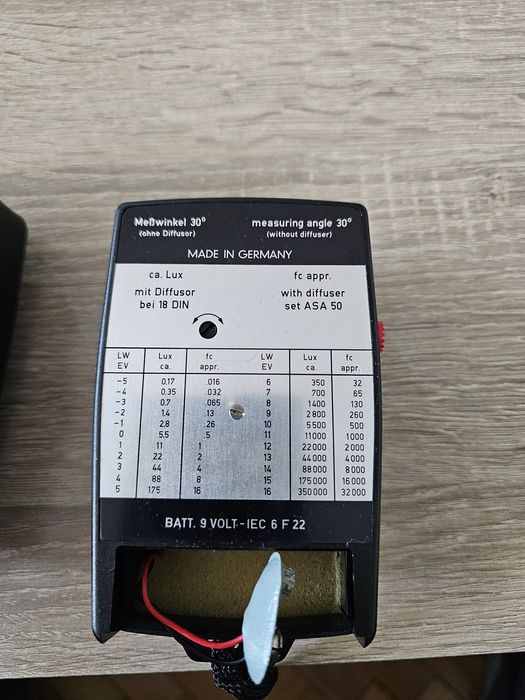 Meßwinkel 30° measuring angle 30°
(ohne Diffusor) (without diffuser)
MADE IN GERMANY
ca. Lux fc appr.
mit Diffusor with diffuser
bei 18 DIN set ASA 50
LW Lux fc LW Lux fc
EV ca. appr. EV ca. appr.
-5 0.17 .016 6 350 32
-4 0.35 .032 7 700 65
-3 0.7 .065 8 1400 130
-2 1.4 .13 9 2800 260
-1 2.8 .26 10 5500 500
0 5.5 .5 11 11000 1000
1 11 1 12 22000 2000
2 22 2 13 44000 4000
3 44 4 14 88000 8000
4 88 8 15 175000 16000
5 175 16 16 350000 32000
BATT. 9 VOLT-IEC 6 F 22